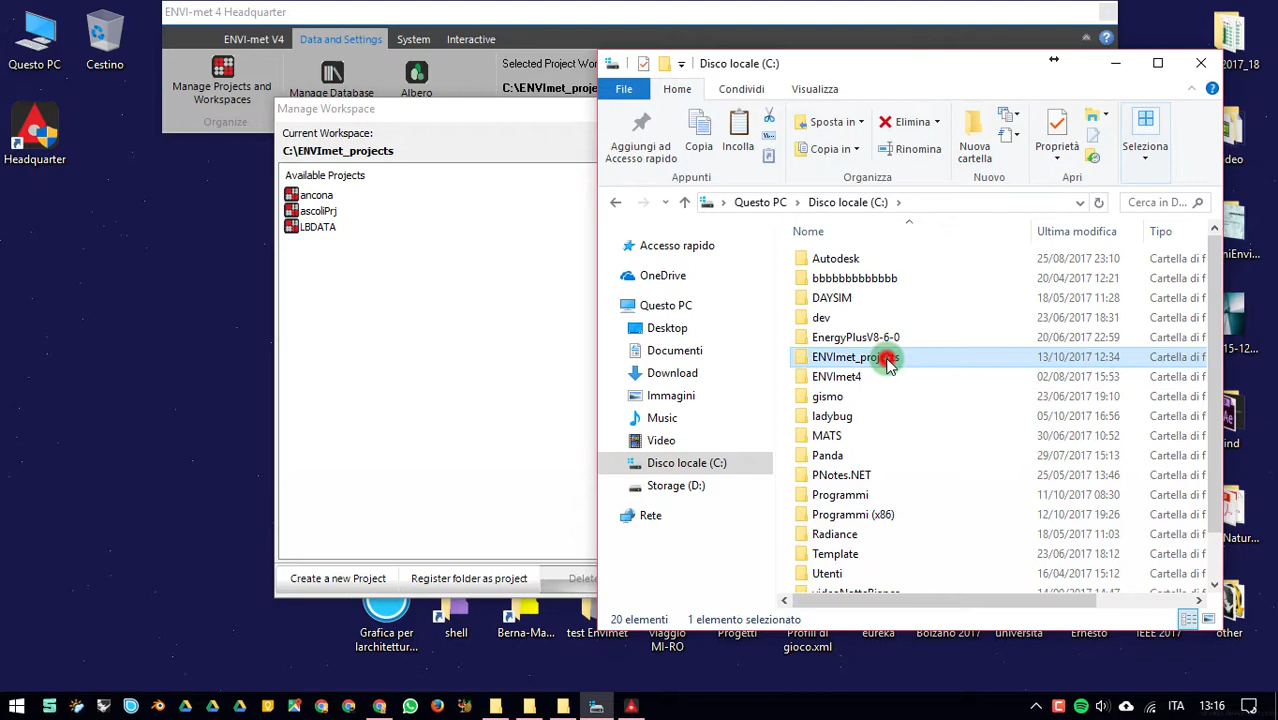 ENVI-met 4 Headquarter
Questo PC
Cestino
Headquarter
ENVI-met V4
Data and Settings
System
Interactive
Manage Projects and
Workspaces
Organize
Manage Database
Albero
Selected Project Wor
C:\ENVImet_proje
Manage Workspace
Current Workspace:
C:\ENVImet_projects
Available Projects
ancona
ascoliPrj
LBDATA
Create a new Project
Register folder as project
Delete
Disco locale (C:)
File
Home
Condividi
Visualizza
Aggiungi ad
Accesso rapido
Copia
Incolla
Appunti
Sposta in
Copia in
Elimina
Rinomina
Organizza
Nuova
cartella
Nuovo
Proprietà
Apri
Seleziona
Questo PC
Disco locale (C:)
Cerca in D...
Accesso rapido
OneDrive
Questo PC
Desktop
Documenti
Download
Immagini
Music
Video
Disco locale (C:)
Storage (D:)
Rete
Nome Ultima modifica Tipo
Autodesk 25/08/2017 23:10 Cartella di f
bbbbbbbbbbbbb 20/04/2017 12:21 Cartella di f
DAYSIM 18/05/2017 11:28 Cartella di f
dev 23/06/2017 18:31 Cartella di f
EnergyPlusV8-6-0 20/06/2017 22:59 Cartella di f
ENVImet_projects 13/10/2017 12:34 Cartella di f
ENVImet4 02/08/2017 15:53 Cartella di f
gismo 23/06/2017 19:10 Cartella di f
ladybug 05/10/2017 16:56 Cartella di f
MATS 30/06/2017 10:52 Cartella di f
Panda 29/07/2017 15:13 Cartella di f
PNotes.NET 25/05/2017 13:46 Cartella di f
Programmi 11/10/2017 08:30 Cartella di f
Programmi (x86) 12/10/2017 19:26 Cartella di f
Radiance 18/05/2017 11:03 Cartella di f
Template 23/06/2017 18:12 Cartella di f
Utenti 16/04/2017 15:12 Cartella di f
20 elementi 1 elemento selezionato
2017_18
ideo
niEnvi...
15-12...
ind
Natur...
Grafica per
larchitettur...
shell
Berna-Ma...
test Envimet
viaggio
MI-RO
Progetti
Profili di
gioco.xml
eureka
Bolzano 2017
università
Ernesto
IEEE 2017
other
ITA
13:16